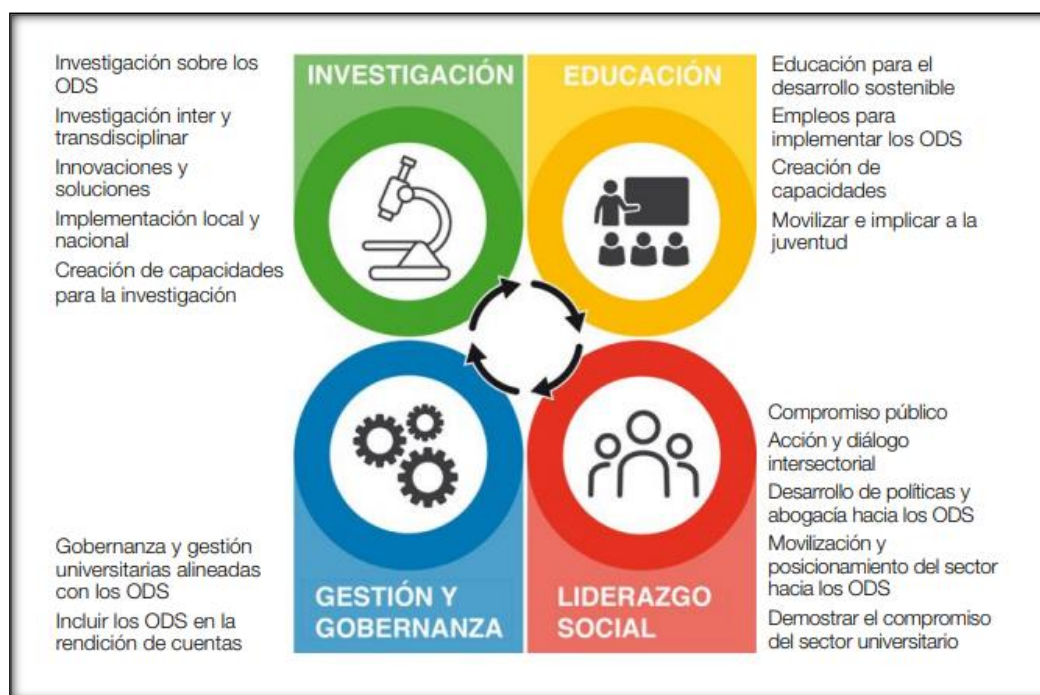 INVESTIGACIÓN
Investigación sobre los
ODS
Investigación inter y
transdisciplinar
Innovaciones y
soluciones
Implementación local y
nacional
Creación de capacidades
para la investigación
EDUCACIÓN
Educación para el
desarrollo sostenible
Empleos para
implementar los ODS
Creación de
capacidades
Movilizar e implicar a la
juventud
Gobernanza y gestión
universitarias alineadas
con los ODS
Incluir los ODS en la
rendición de cuentas
GESTIÓN Y
GOBERNANZA
LIDERAZGO
SOCIAL
Compromiso público
Acción y diálogo
intersectorial
Desarrollo de políticas y
abogacía hacia los ODS
Movilización y
posicionamiento del sector
hacia los ODS
Demostrar el compromiso
del sector universitario